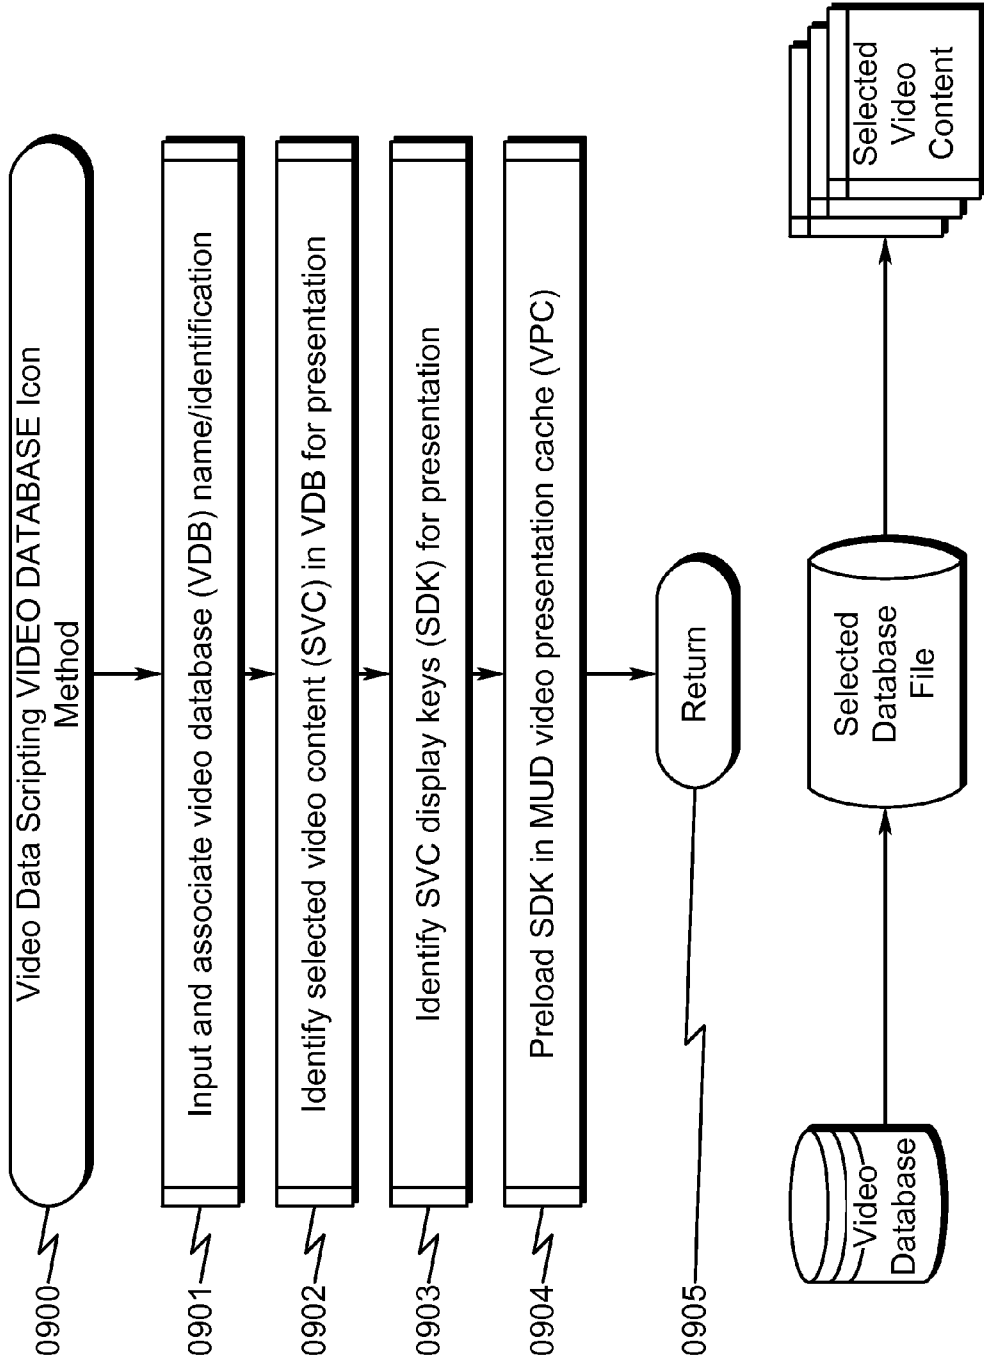 0900
Video Data Scripting VIDEO DATABASE Icon
Method
0901
Input and associate video database (VDB) name/identification
0902
Identify selected video content (SVC) in VDB for presentation
0903
Identify SVC display keys (SDK) for presentation
0904
Preload SDK in MUD video presentation cache (VPC)
0905
Return
Video
Database
Selected
Database
File
Selected
Video
Content